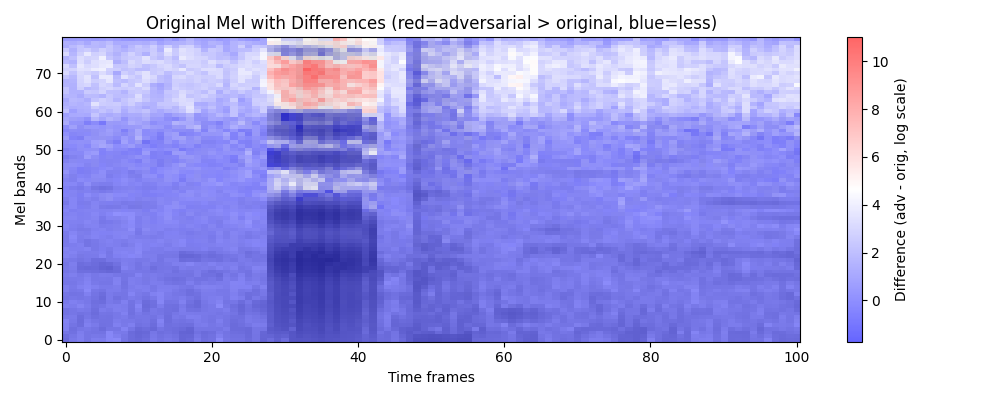 Original Mel with Differences (red=adversarial > original, blue=less)
Mel bands
70
60
50
40
30
20
10
0
0 20 40 60 80 100
Time frames
10
8
6
4
2
0
Difference (adv - orig, log scale)